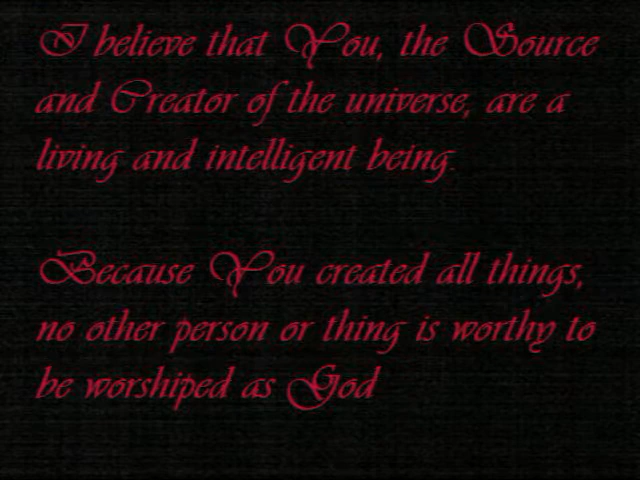 I believe that You, the Source
and Creator of the universe, are a
living and intelligent being.
Because You created all things,
no other person or thing is worthy to
be worshiped as God